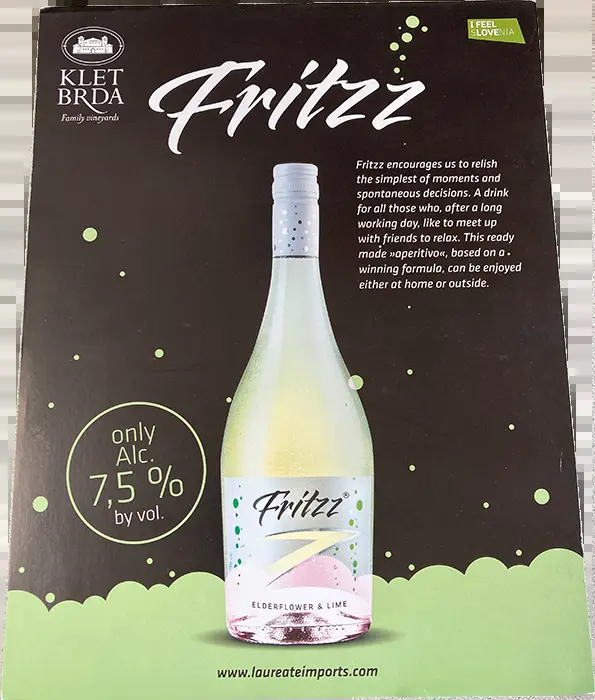 KLET
BRDA
Family vineyards
Fritzz
I FEEL
SLOVENIA
Fritzz encourages us to relish
the simplest of moments and
spontaneous decisions. A drink
for all those who, after a long
working day, like to meet up
with friends to relax. This ready
made »aperitivo«, based on a
winning formula, can be enjoyed
either at home or outside.
only
Alc.
7,5 %
by vol.
Fritzz®
ELDERFLOWER & LIME
www.laureateimports.com